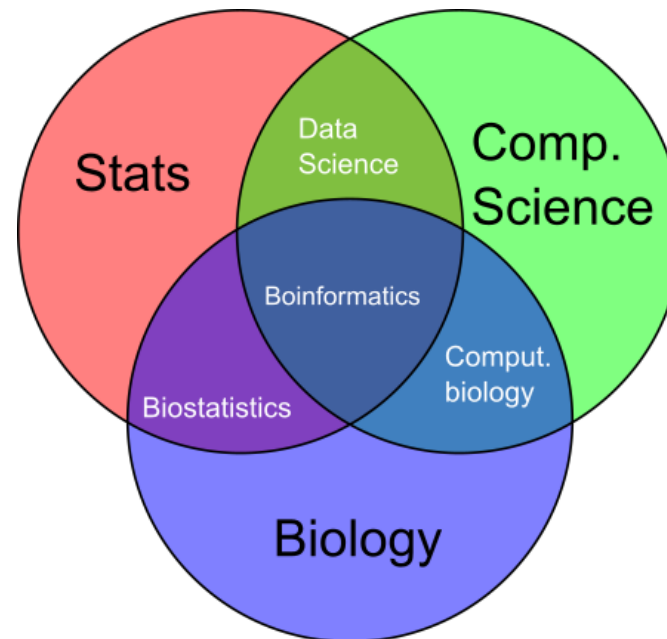 Stats
Data
Science
Comp.
Science
Boinformatics
Biostatistics
Comput.
biology
Biology